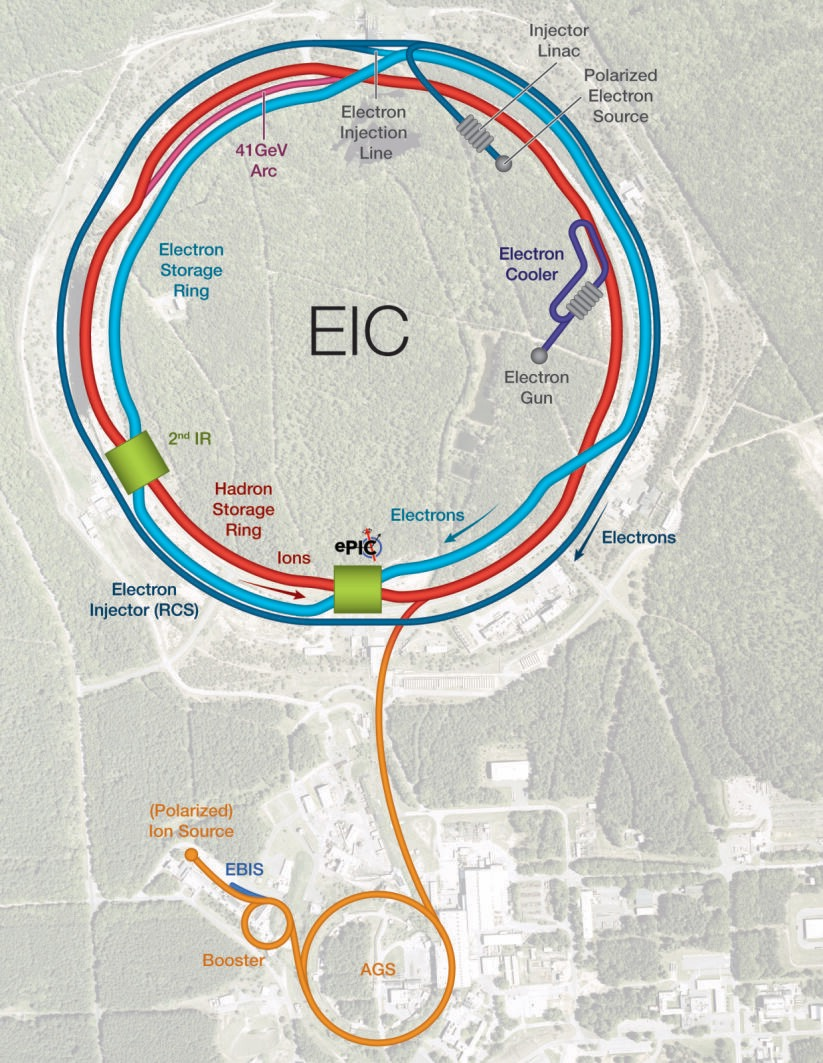 Injector
Linac
Polarized
Electron
Source
Electron
Injection
Line
41GeV
Arc
Electron
Storage
Ring
Electron
Cooler
EIC
Electron
Gun
2nd IR
Hadron
Storage
Ring
Electrons
Electrons
ePIC
Ions
Electron
Injector (RCS)
(Polarized)
Ion Source
EBIS
Booster
AGS